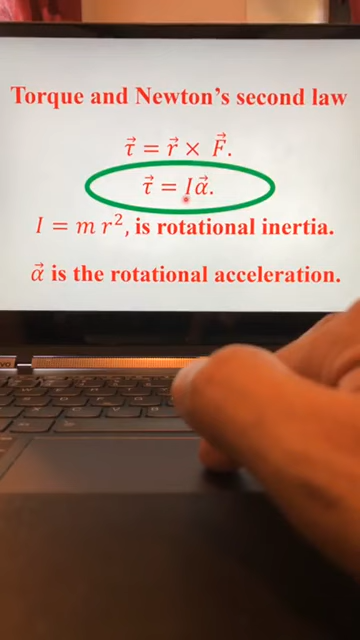 Torque and Newton's second law
τ⃗ = r⃗ × F⃗.
τ⃗ = Iα⃗.
I = m r², is rotational inertia.
α⃗ is the rotational acceleration.